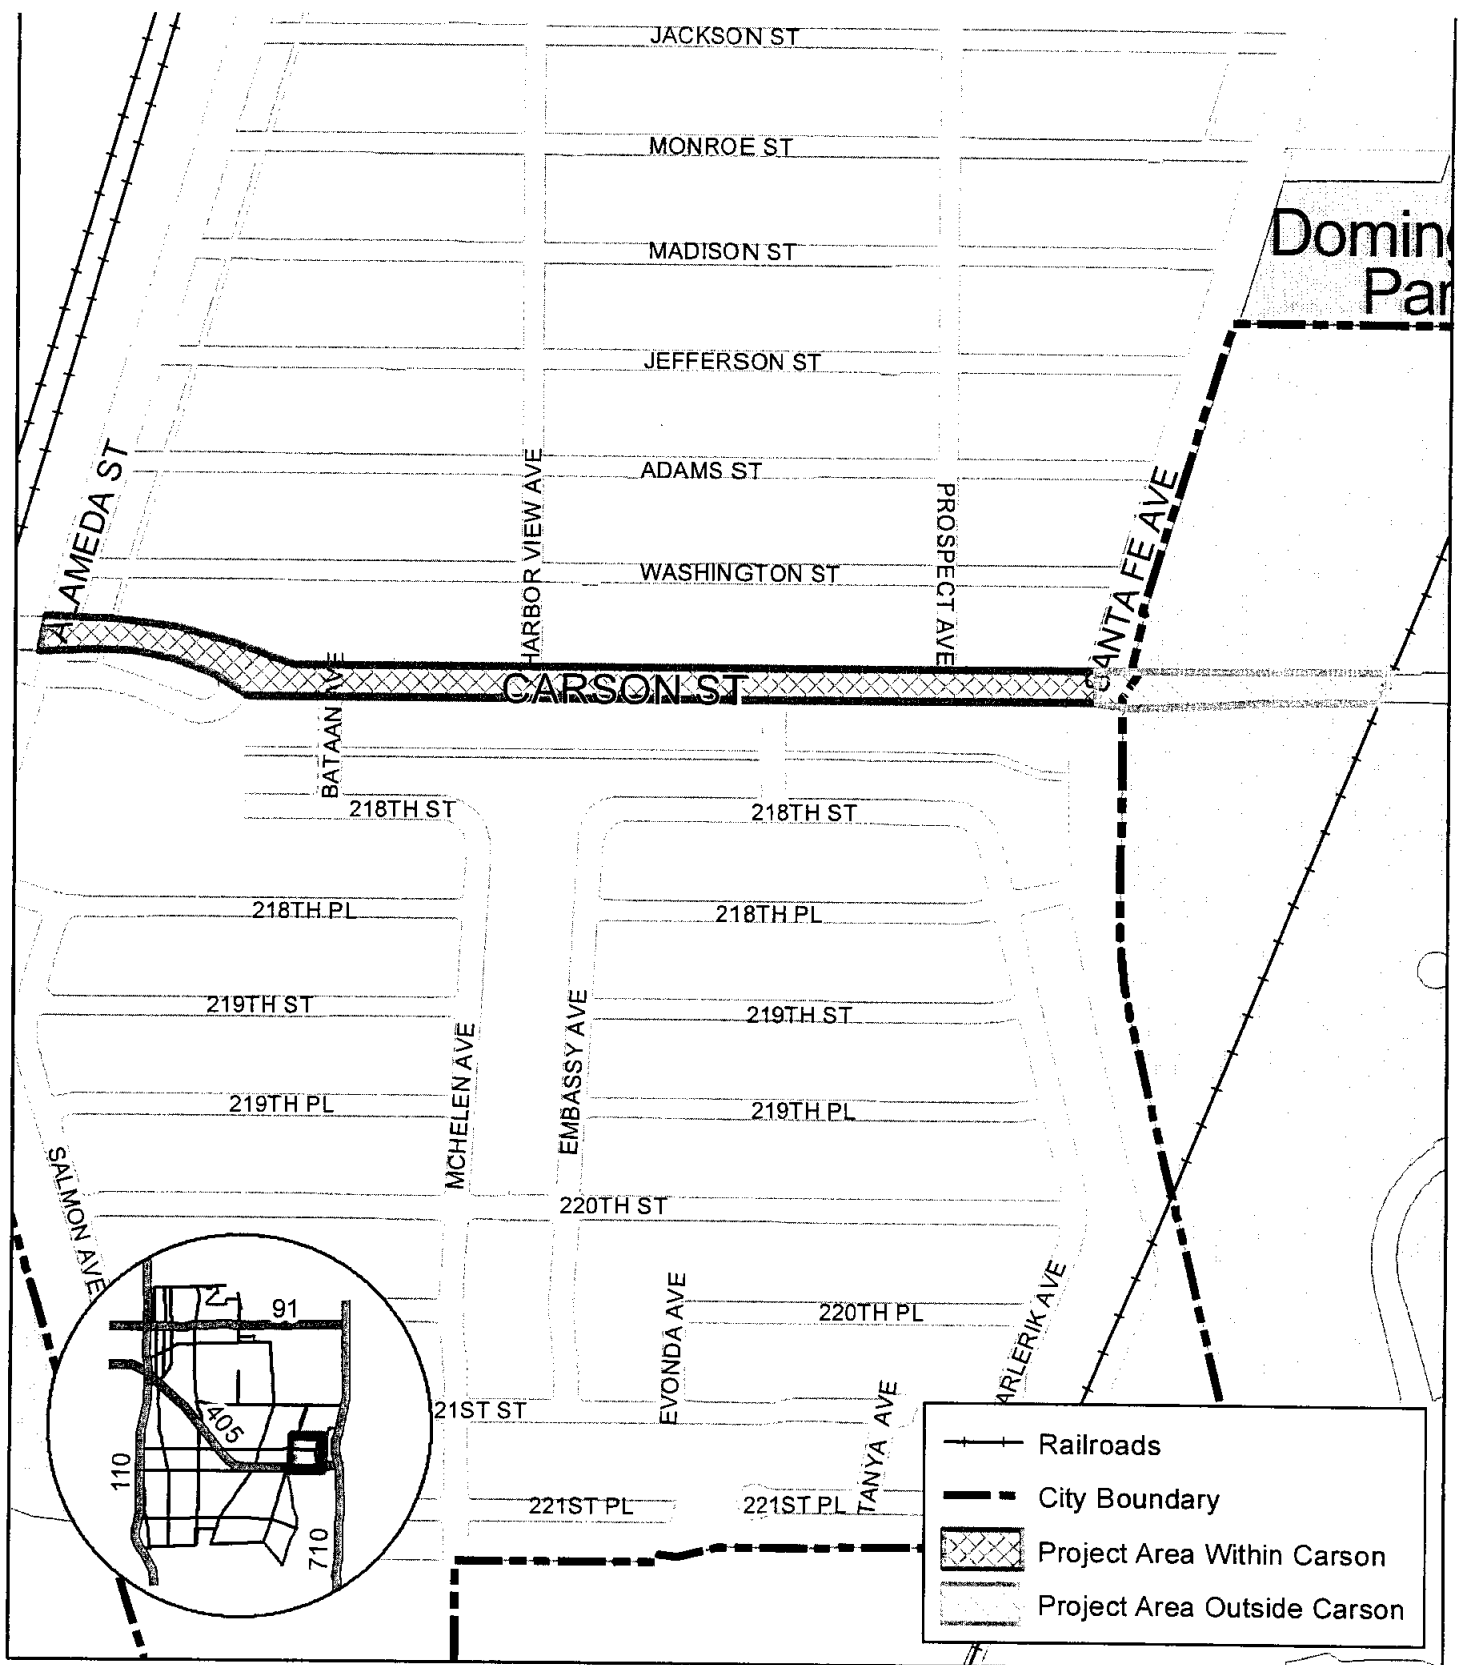 JACKSON ST
MONROE ST
MADISON ST
Doming
Par
JEFFERSON ST
ALAMEDA ST
ADAMS ST
HARBOR VIEW AVE
PROSPECT AVE
SANTA FE AVE
WASHINGTON ST
CARSON ST
BATAAN AVE
218TH ST
218TH ST
218TH PL
218TH PL
219TH ST
219TH ST
MCHELEN AVE
EMBASSY AVE
219TH PL
219TH PL
SALMON AVE
220TH ST
EVONDA AVE
220TH PL
ARLERIK AVE
21ST ST
TANYA AVE
221ST PL
221ST PL
91
405
110
710
Railroads
City Boundary
Project Area Within Carson
Project Area Outside Carson